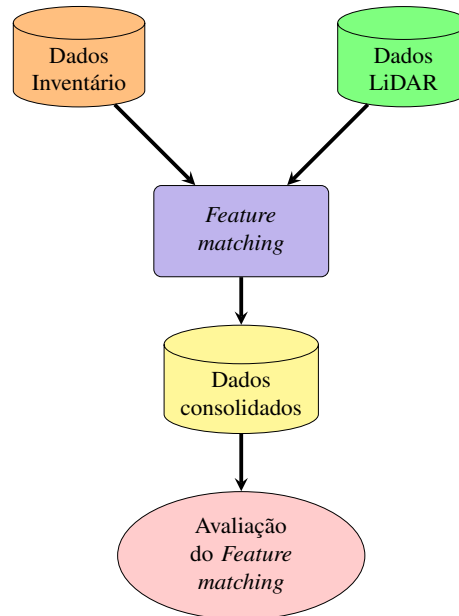 Dados
Inventário
Dados
LiDAR
Feature
matching
Dados
consolidados
Avaliação
do Feature
matching